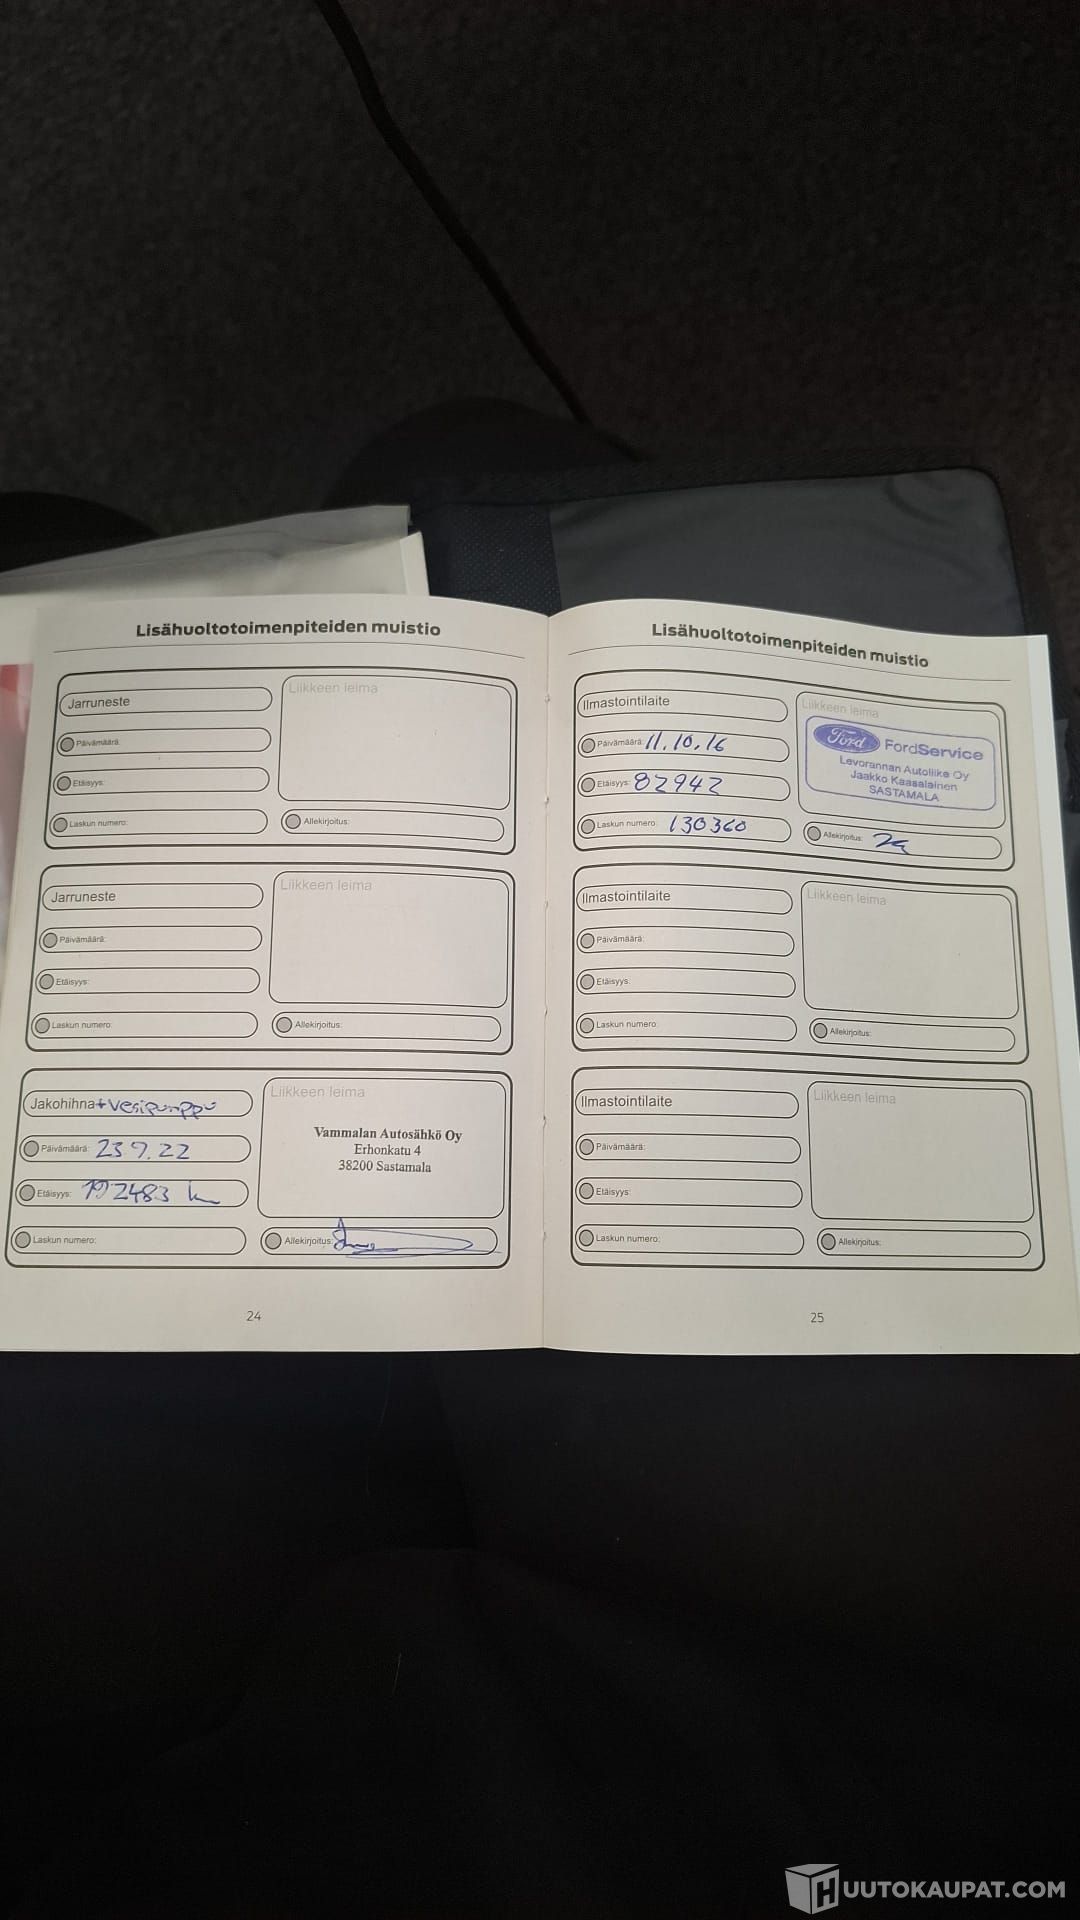 Lisähuoltotoimenpiteiden muistio
Jarruneste
Päivämäärä:
Etäisyys:
Laskun numero:
Liikkeen leima
Allekirjoitus:
Jarruneste
Päivämäärä:
Etäisyys:
Laskun numero:
Liikkeen leima
Allekirjoitus:
Jakohihna+vesipumppu
Päivämäärä: 23 9.22
Etäisyys: 192483 km
Laskun numero:
Liikkeen leima
Vammalan Autosähkö Oy
Erhonkatu 4
38200 Sastamala
Allekirjoitus:
24
Lisähuoltotoimenpiteiden muistio
Ilmastointilaite
Päivämäärä: 11.10.16
Etäisyys: 82942
Laskun numero: 130360
Liikkeen leima
Ford FordService
Levorannan Autoliike Oy
Jaakko Kaasalainen
SASTAMALA
Allekirjoitus:
Ilmastointilaite
Päivämäärä:
Etäisyys:
Laskun numero:
Liikkeen leima
Allekirjoitus:
Ilmastointilaite
Päivämäärä:
Etäisyys:
Laskun numero:
Liikkeen leima
Allekirjoitus:
25
HUUTOKAUPAT.COM